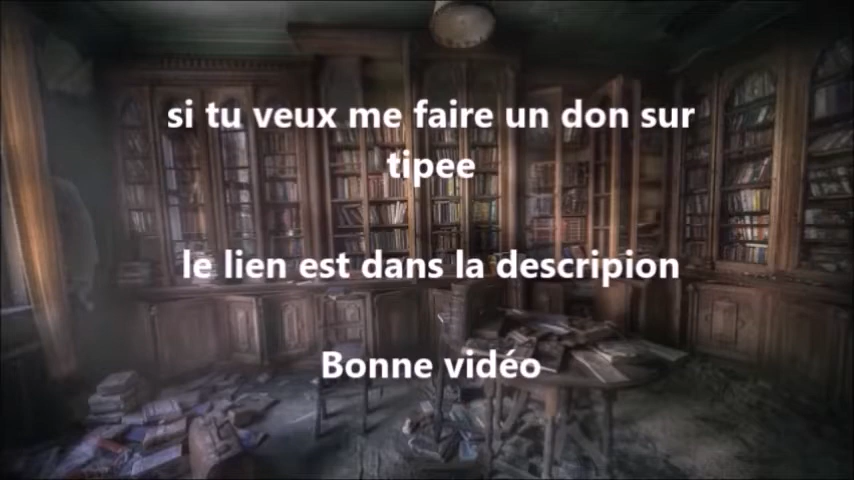 si tu veux me faire un don sur
tipee
le lien est dans la descripion
Bonne vidéo